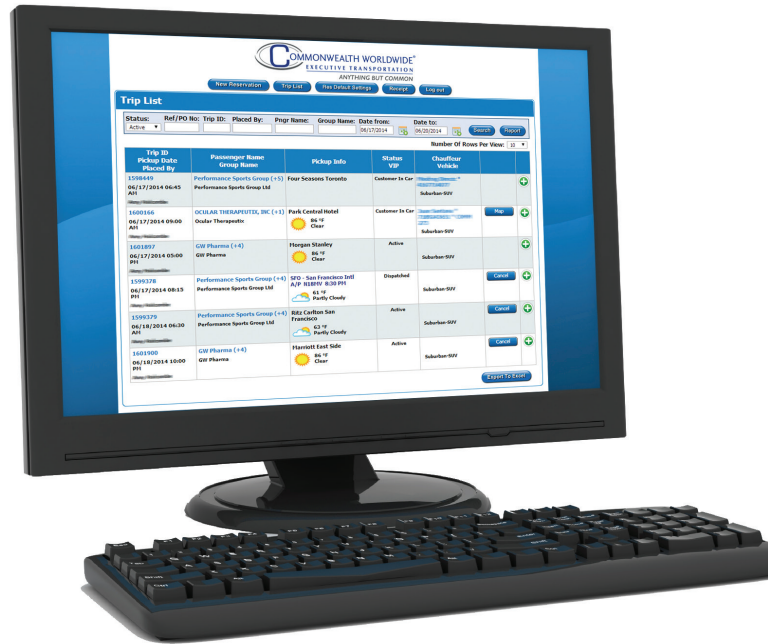 COMMONWEALTH WORLDWIDE®
EXECUTIVE TRANSPORTATION
ANYTHING BUT COMMON
New Reservation Trip List Res Default Settings Receipt Log out
Trip List
Status: Ref/PO No: Trip ID: Placed By: Pngr Name: Group Name: Date from: Date to:
Active 06/17/2014 06/20/2014 Search Report
Number Of Rows Per View: 10
Trip ID
Pickup Date
Placed By
Passenger Name
Group Name
Pickup Info
Status
VIP
Chauffeur
Vehicle
1598449 Performance Sports Group (+5) Four Seasons Toronto Customer In Car
06/17/2014 06:45 Performance Sports Group Ltd Suburban-SUV
AM
1600166 OCULAR THERAPEUTIX, INC (+1) Park Central Hotel Customer In Car Map
06/17/2014 09:00 Ocular Therapeutix 86 °F
AM Clear Suburban-SUV
1601897 GW Pharma (+4) Morgan Stanley Active
06/17/2014 05:00 GW Pharma 86 °F Suburban-SUV
PM Clear
1599378 Performance Sports Group (+4) SFO - San Francisco Intl Dispatched Cancel
06/17/2014 08:15 Performance Sports Group Ltd A/P N18HV 8:30 PM Suburban-SUV
PM 61 °F
Partly Cloudy
1599379 Performance Sports Group (+4) Ritz Carlton San Active Cancel
06/18/2014 06:30 Performance Sports Group Ltd Francisco Suburban-SUV
AM 63 °F
Partly Cloudy
1601900 GW Pharma (+4) Marriott East Side Active Cancel
06/18/2014 10:00 GW Pharma 86 °F Suburban-SUV
PM Clear
Export To Excel